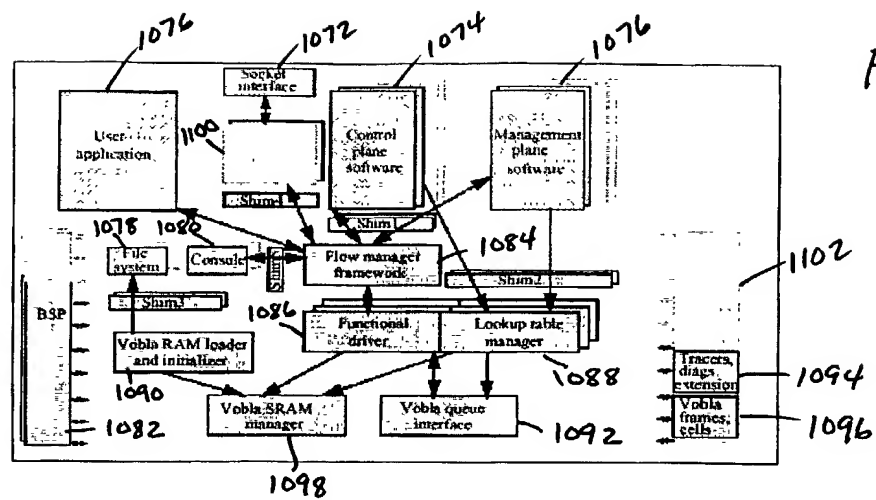 1076
1072
1074
1076
Socket
interface
1100
User
application
Control
plane
software
Management
plane
software
1078
1080
File
system
Console
Flow manager
framework
1084
1102
Shim2
Shim3
BSP
1086
Functional
driver
Lookup table
manager
Vobla RAM loader
and initializer
1090
1088
Tracers,
diags
extension
1094
Vobla SRAM
manager
Vobla queue
interface
Vobla
frames,
cells
1096
1082
1092
1098